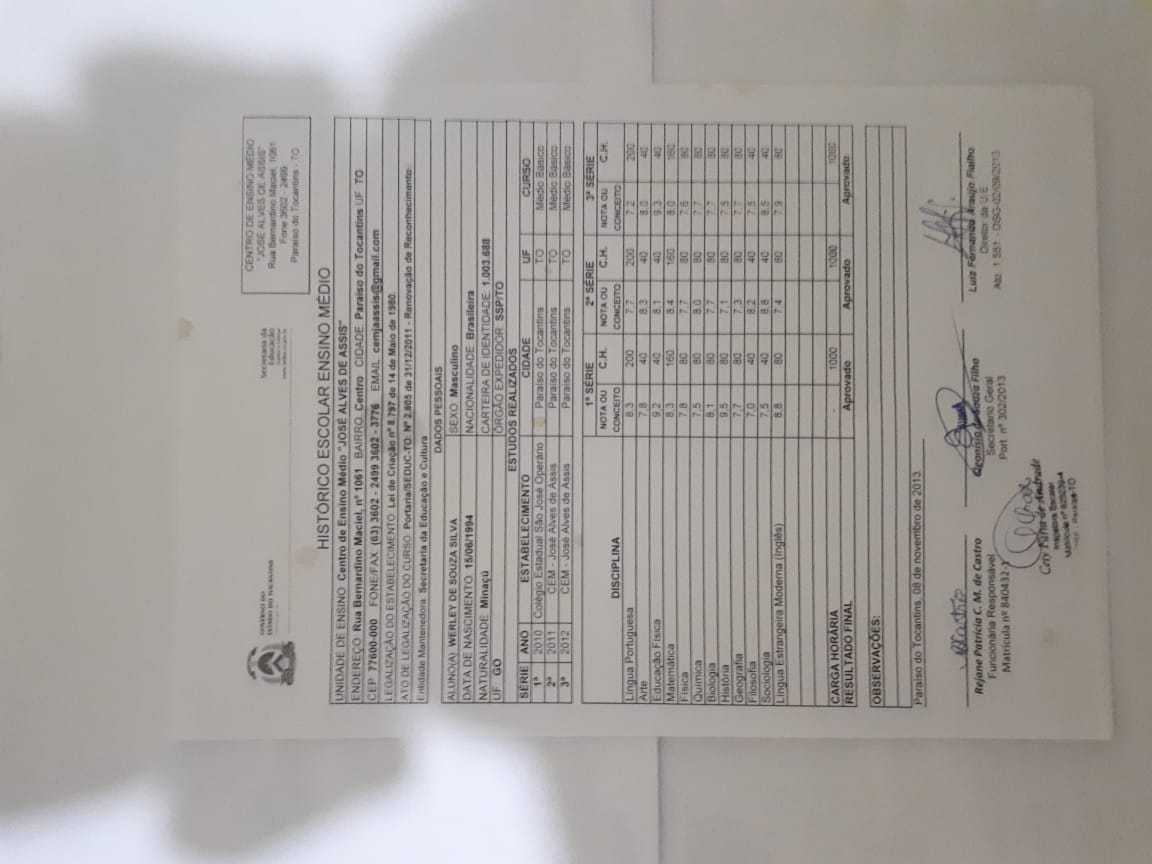 GOVERNO DO
ESTADO DO TOCANTINS
Secretaria da
Educação
CENTRO DE ENSINO MÉDIO
"JOSÉ ALVES DE ASSIS"
Rua Bernardino Maciel, 1061
Fone 3602 - 2499
Paraíso do Tocantins - TO
HISTÓRICO ESCOLAR ENSINO MÉDIO
UNIDADE DE ENSINO Centro de Ensino Médio "JOSÉ ALVES DE ASSIS"
ENDEREÇO Rua Bernardino Maciel, nº 1061 BAIRRO Centro CIDADE Paraíso do Tocantins UF TO
CEP 77600-000 FONE/FAX (63) 3602 - 2499 3602 - 3776 EMAIL cemjaassis@gmail.com
LEGALIZAÇÃO DO ESTABELECIMENTO Lei de Criação nº 8.797 de 14 de Maio de 1980.
ATO DE LEGALIZAÇÃO DO CURSO Portaria/SEDUC-TO: Nº 2.805 de 31/12/2011 - Renovação de Reconhecimento
Entidade Mantenedora: Secretaria da Educação e Cultura
DADOS PESSOAIS
ALUNO(A) WERLEY DE SOUZA SILVA SEXO Masculino
DATA DE NASCIMENTO 15/06/1994 NACIONALIDADE Brasileira
NATURALIDADE Minaçú CARTEIRA DE IDENTIDADE 1.003.688
UF GO ÓRGÃO EXPEDIDOR SSP/TO
ESTUDOS REALIZADOS
SÉRIE ANO ESTABELECIMENTO CIDADE UF CURSO
1ª 2010 Colégio Estadual São José Operário Paraíso do Tocantins TO Médio Básico
2ª 2011 CEM - José Alves de Assis Paraíso do Tocantins TO Médio Básico
3ª 2012 CEM - José Alves de Assis Paraíso do Tocantins TO Médio Básico
DISCIPLINA 1ª SÉRIE 2ª SÉRIE 3ª SÉRIE
NOTA OU CONCEITO C.H. NOTA OU CONCEITO C.H. NOTA OU CONCEITO C.H.
Língua Portuguesa 8.3 200 7.7 200 7.2 200
Arte 7.8 40 8.3 40 8.0 40
Educação Física 9.2 40 8.1 40 9.3 40
Matemática 8.3 160 8.4 160 8.0 160
Física 7.8 80 7.7 80 7.6 80
Química 7.5 80 8.0 80 7.7 80
Biologia 8.1 80 7.7 80 7.7 80
História 9.5 80 7.1 80 7.5 80
Geografia 7.7 80 7.3 80 7.7 80
Filosofia 7.0 40 8.2 40 7.5 40
Sociologia 7.5 40 8.8 40 8.5 40
Língua Estrangeira Moderna (Inglês) 8.8 80 7.4 80 7.9 80
CARGA HORÁRIA - 1000 1000 1000
RESULTADO FINAL Aprovado Aprovado Aprovado
OBSERVAÇÕES:
Paraíso do Tocantins, 08 de novembro de 2013
Rejane Patrícia C. M. de Castro
Funcionária Responsável
Matrícula nº 840432-1
Deonísio de Souza Filho
Secretário Geral
Port. nº 302/2013
Luiz Fernando Araújo Fialho
Diretor da U.E
Ato. 1.551 - DSG-02/09/2013
Inspetora Escolar